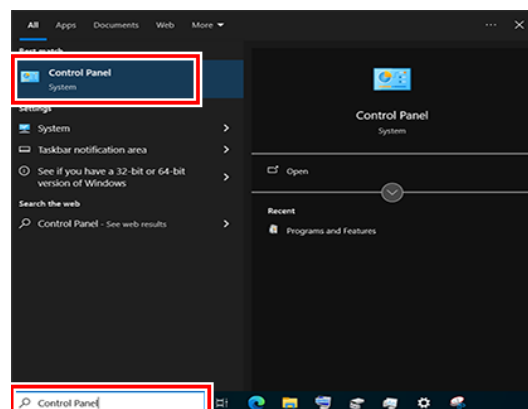 All Apps Documents Web More
Best match
Control Panel
System
Settings
System
Taskbar notification area
See if you have a 32-bit or 64-bit
version of Windows
Search the web
Control Panel - See web results
Control Panel
System
Open
Recent
Programs and Features
Control Panel